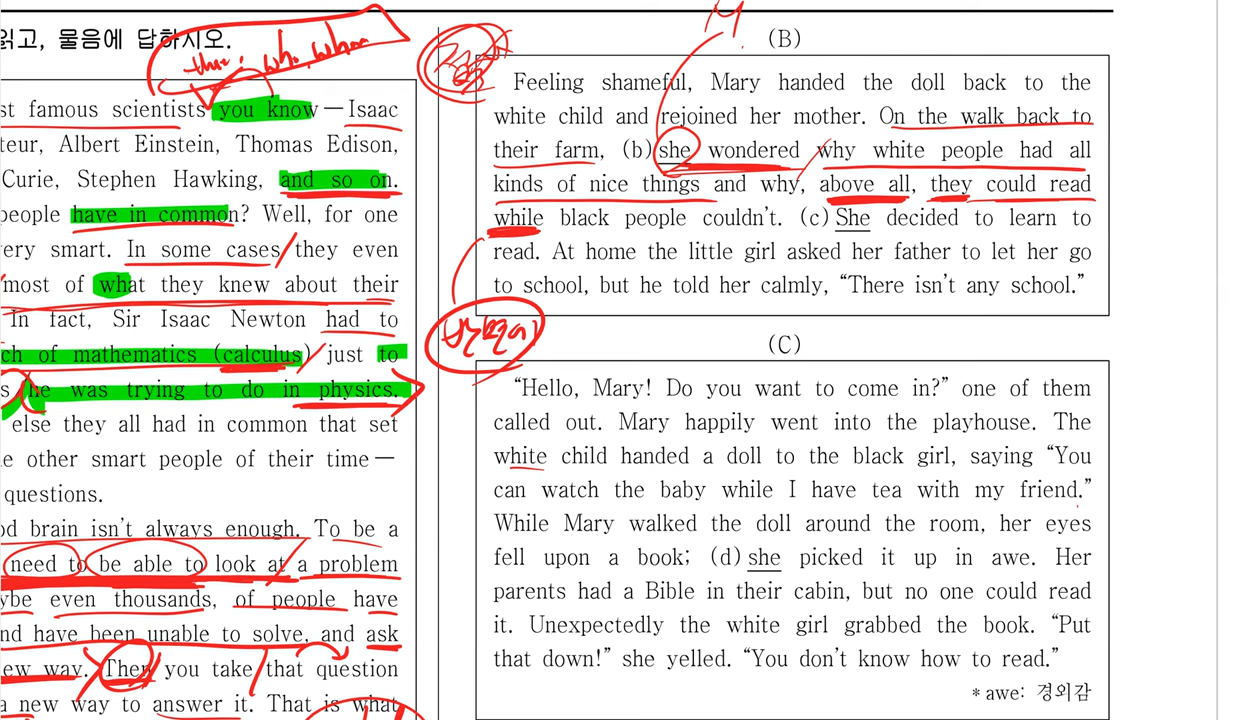 읽고, 물음에 답하시오.
st famous scientists you know — Isaac
teur, Albert Einstein, Thomas Edison,
Curie, Stephen Hawking, and so on.
people have in common? Well, for one
ery smart. In some cases they even
most of what they knew about their
In fact, Sir Isaac Newton had to
ch of mathematics (calculus) just to
s he was trying to do in physics.
else they all had in common that set
e other smart people of their time —
questions.
od brain isn't always enough. To be a
need to be able to look at a problem
ybe even thousands, of people have
nd have been unable to solve, and ask
ew way. Then you take that question
a new way to answer it. That is what
(B)
Feeling shameful, Mary handed the doll back to the
white child and rejoined her mother. On the walk back to
their farm, (b) she wondered why white people had all
kinds of nice things and why, above all, they could read
while black people couldn't. (c) She decided to learn to
read. At home the little girl asked her father to let her go
to school, but he told her calmly, “There isn't any school.”
(C)
“Hello, Mary! Do you want to come in?” one of them
called out. Mary happily went into the playhouse. The
white child handed a doll to the black girl, saying “You
can watch the baby while I have tea with my friend.”
While Mary walked the doll around the room, her eyes
fell upon a book; (d) she picked it up in awe. Her
parents had a Bible in their cabin, but no one could read
it. Unexpectedly the white girl grabbed the book. “Put
that down!” she yelled. “You don't know how to read.”
* awe: 경외감